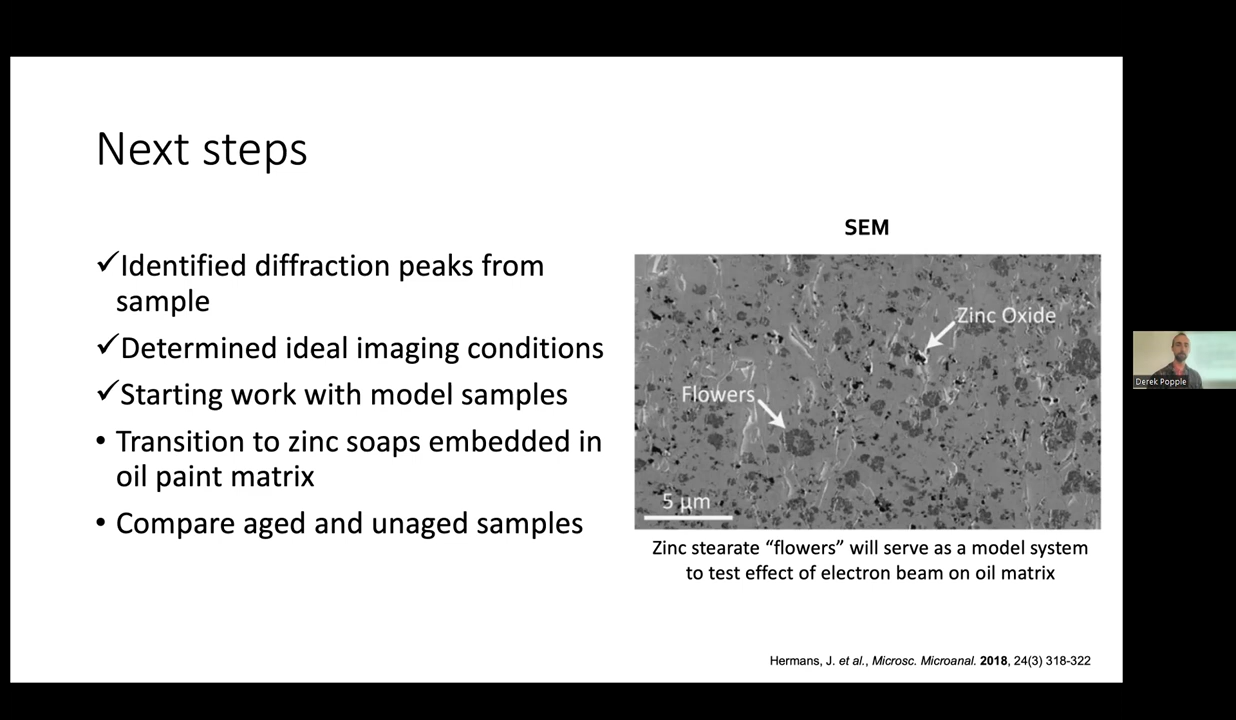 Next steps
✓Identified diffraction peaks from
sample
✓Determined ideal imaging conditions
✓Starting work with model samples
• Transition to zinc soaps embedded in
oil paint matrix
• Compare aged and unaged samples
SEM
Zinc Oxide
Flowers
5 µm
Zinc stearate “flowers” will serve as a model system
to test effect of electron beam on oil matrix
Hermans, J. et al., Microsc. Microanal. 2018, 24(3) 318-322
Derek Popple